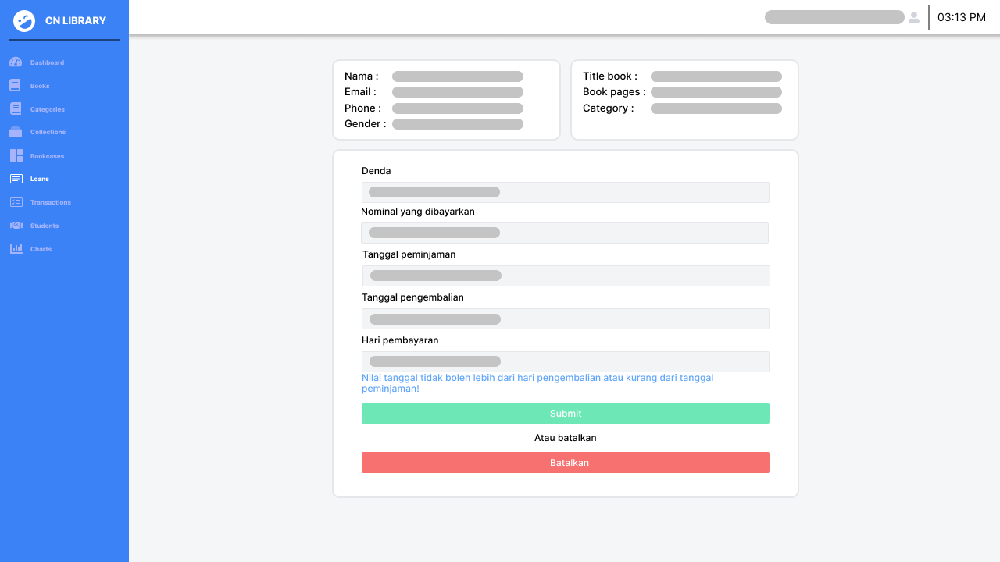 CN LIBRARY
03:13 PM
Dashboard
Books
Categories
Collections
Bookcases
Loans
Transactions
Students
Charts
Nama :
Email :
Phone :
Gender :
Title book :
Book pages :
Category :
Denda
Nominal yang dibayarkan
Tanggal peminjaman
Tanggal pengembalian
Hari pembayaran
Nilai tanggal tidak boleh lebih dari hari pengembalian atau kurang dari tanggal
peminjaman!
Submit
Atau batalkan
Batalkan